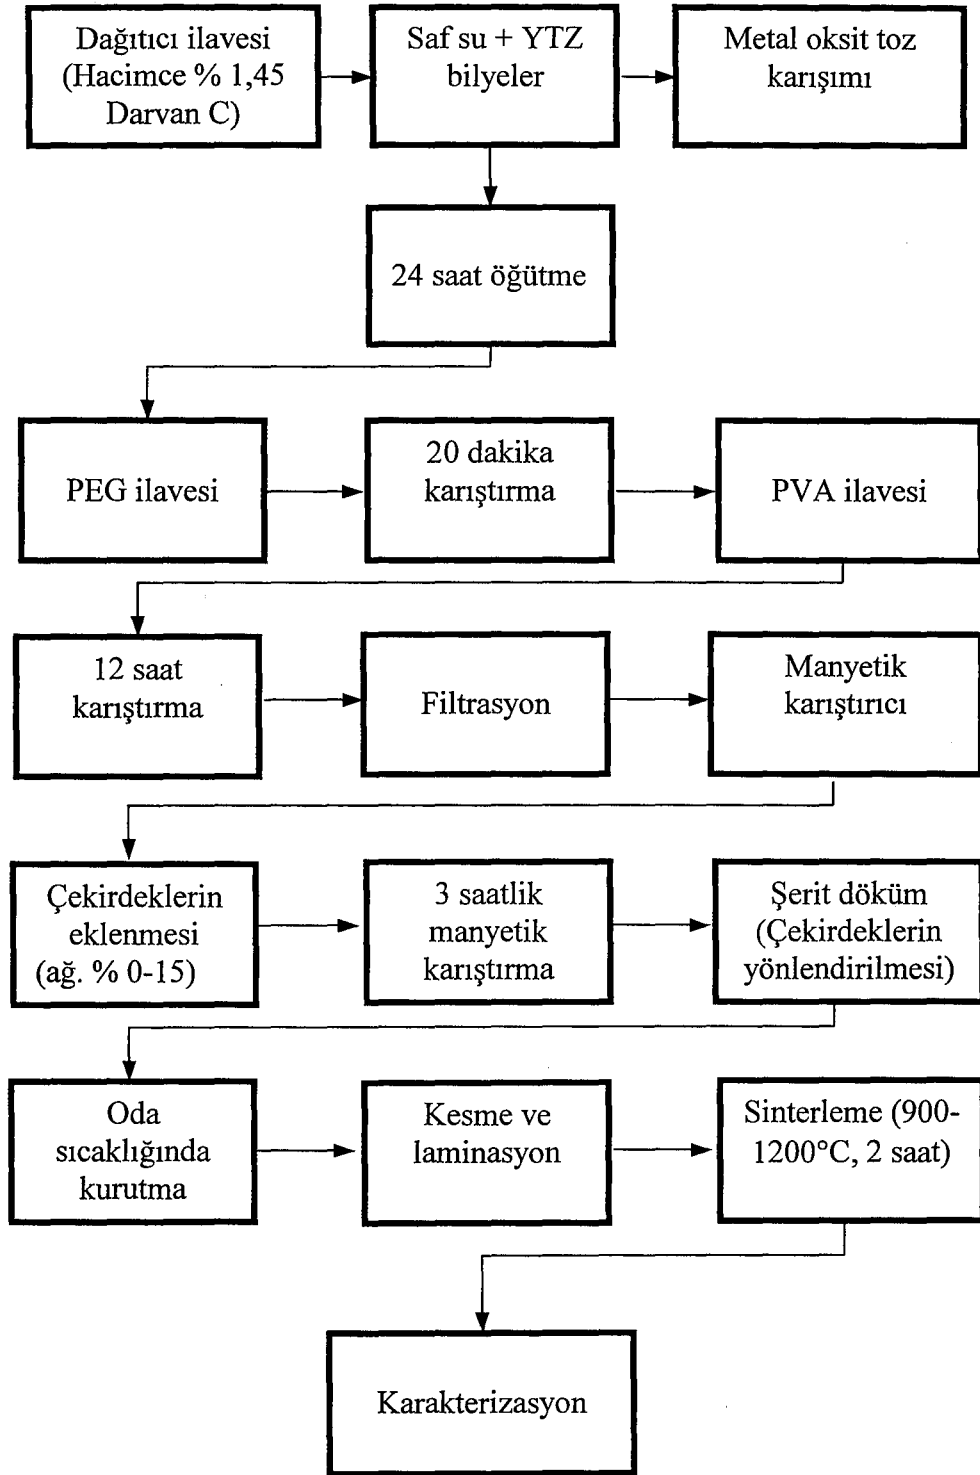 Dağıtıcı ilavesi
(Hacimce % 1,45
Darvan C)
Saf su + YTZ
bilyeler
Metal oksit toz
karışımı
24 saat öğütme
PEG ilavesi
20 dakika
karıştırma
PVA ilavesi
12 saat
karıştırma
Filtrasyon
Manyetik
karıştırıcı
Çekirdeklerin
eklenmesi
(ağ. % 0-15)
3 saatlik
manyetik
karıştırma
Şerit döküm
(Çekirdeklerin
yönlendirilmesi)
Oda
sıcaklığında
kurutma
Kesme ve
laminasyon
Sinterleme (900-
1200°C, 2 saat)
Karakterizasyon